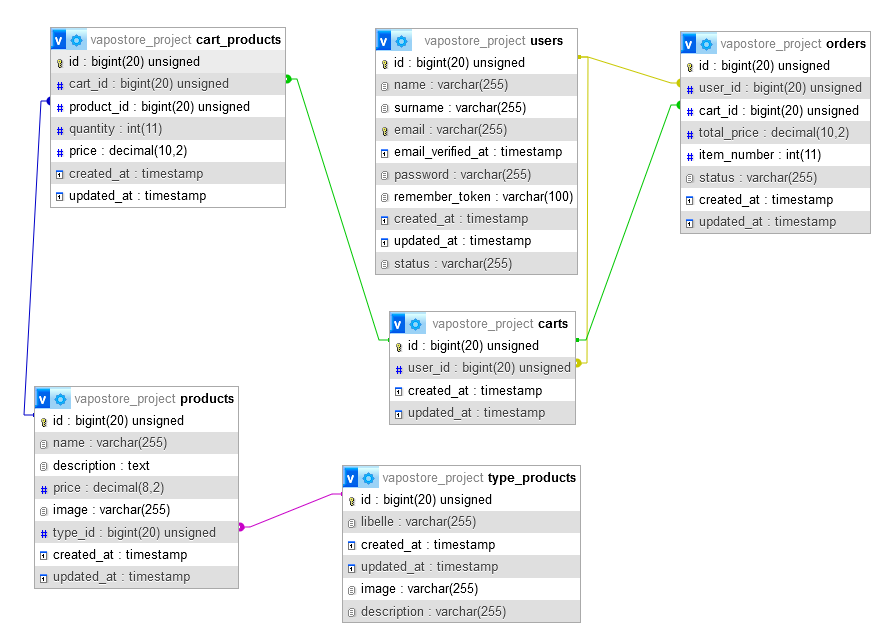 vapostore_project cart_products
id : bigint(20) unsigned
cart_id : bigint(20) unsigned
product_id : bigint(20) unsigned
quantity : int(11)
price : decimal(10,2)
created_at : timestamp
updated_at : timestamp
vapostore_project users
id : bigint(20) unsigned
name : varchar(255)
surname : varchar(255)
email : varchar(255)
email_verified_at : timestamp
password : varchar(255)
remember_token : varchar(100)
created_at : timestamp
updated_at : timestamp
status : varchar(255)
vapostore_project orders
id : bigint(20) unsigned
user_id : bigint(20) unsigned
cart_id : bigint(20) unsigned
total_price : decimal(10,2)
item_number : int(11)
status : varchar(255)
created_at : timestamp
updated_at : timestamp
vapostore_project carts
id : bigint(20) unsigned
user_id : bigint(20) unsigned
created_at : timestamp
updated_at : timestamp
vapostore_project products
id : bigint(20) unsigned
name : varchar(255)
description : text
price : decimal(8,2)
image : varchar(255)
type_id : bigint(20) unsigned
created_at : timestamp
updated_at : timestamp
vapostore_project type_products
id : bigint(20) unsigned
libelle : varchar(255)
created_at : timestamp
updated_at : timestamp
image : varchar(255)
description : varchar(255)